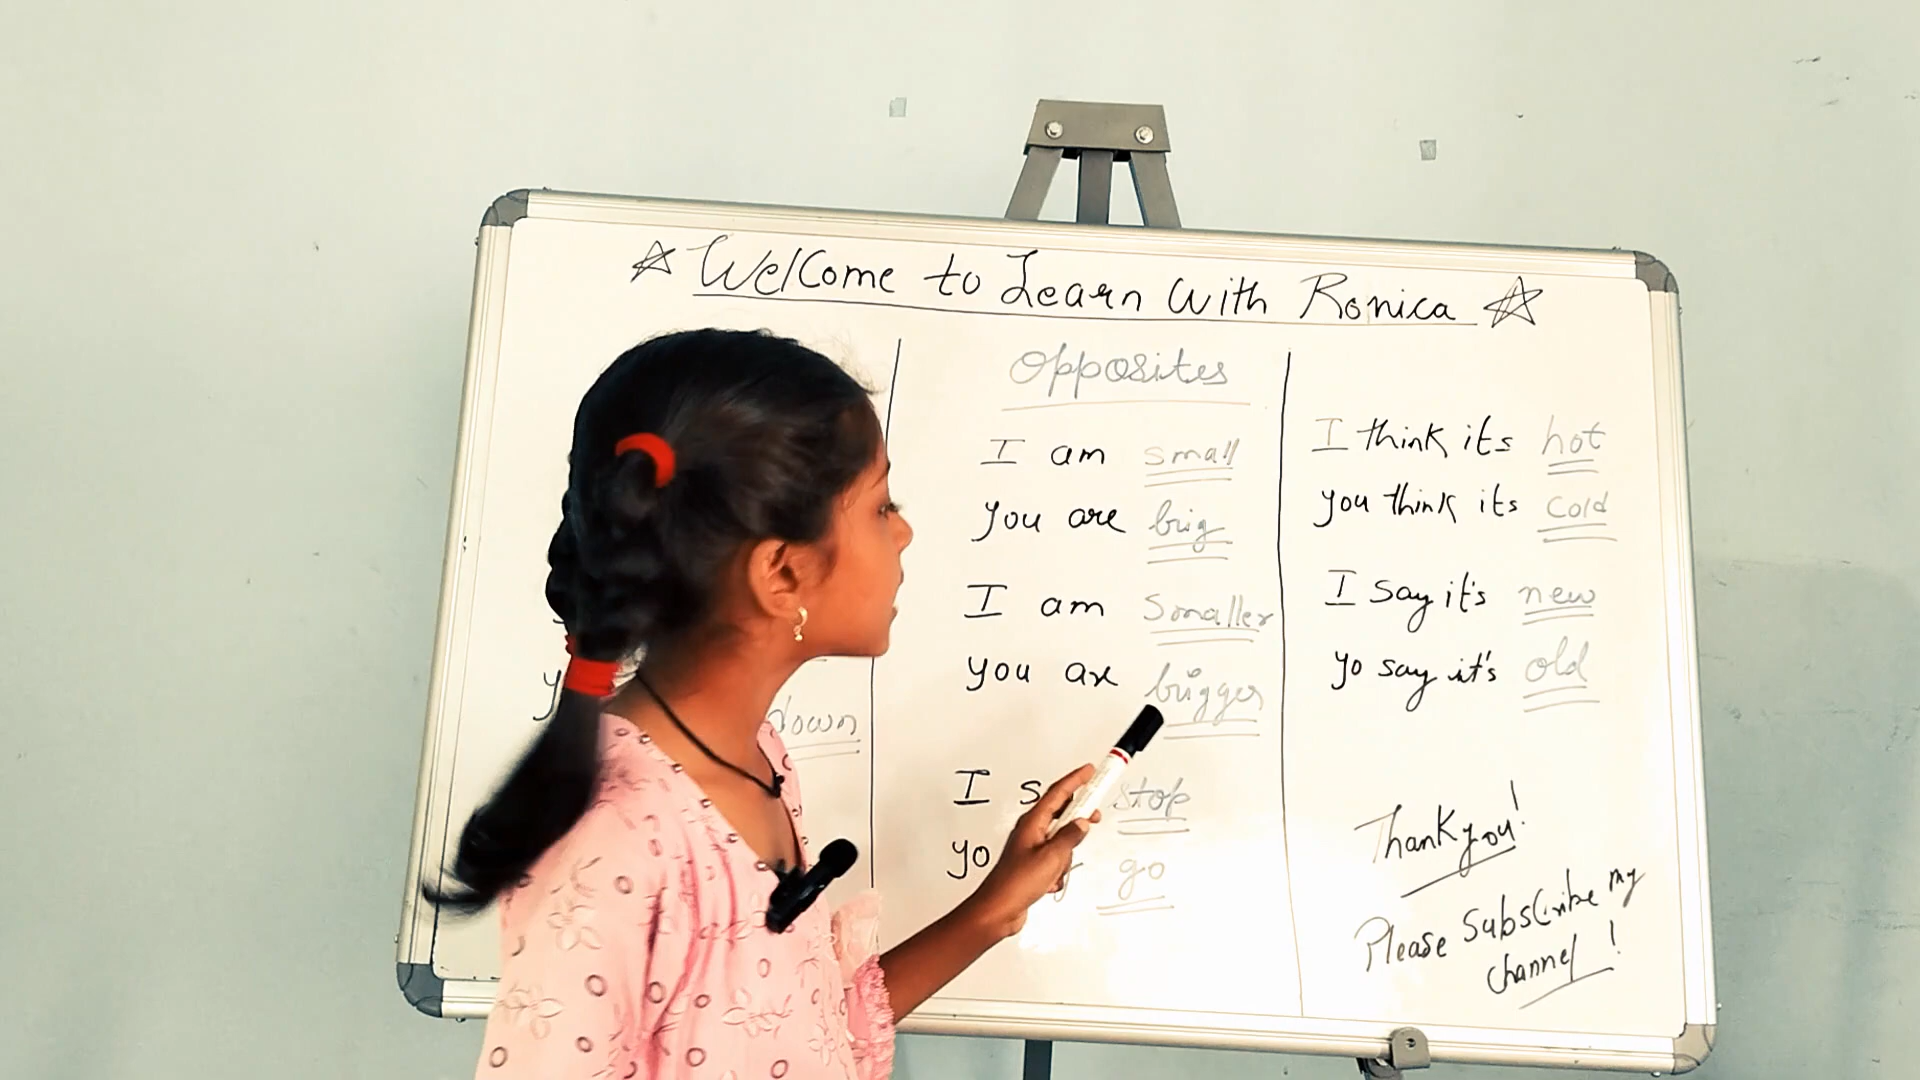 Welcome to Learn with Ronica
down
Opposites
I am small
you are big
I am smaller
you are bigger
I stop
yo go
I think its hot
you think its cold
I say it's new
yo say it's old
Thank you!
Please Subscribe my
channel!